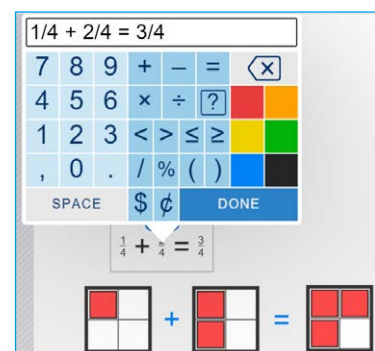 1/4 + 2/4 = 3/4
7 8 9 + – =
4 5 6 × ÷ ?
1 2 3 < > ≤ ≥
, 0 . / % ( )
SPACE $ ¢ DONE
1/4 + /4 = 3/4
+ =